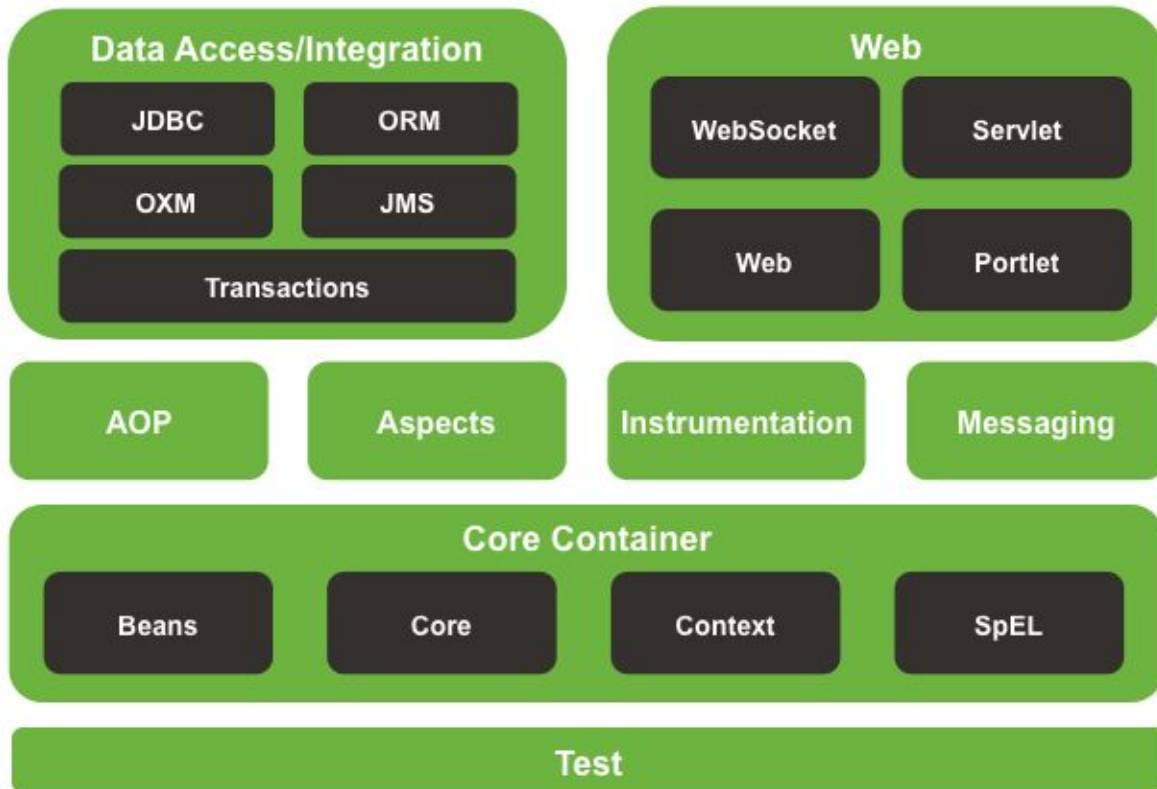 Data Access/Integration
JDBC
ORM
OXM
JMS
Transactions
Web
WebSocket
Servlet
Web
Portlet
AOP
Aspects
Instrumentation
Messaging
Core Container
Beans
Core
Context
SpEL
Test